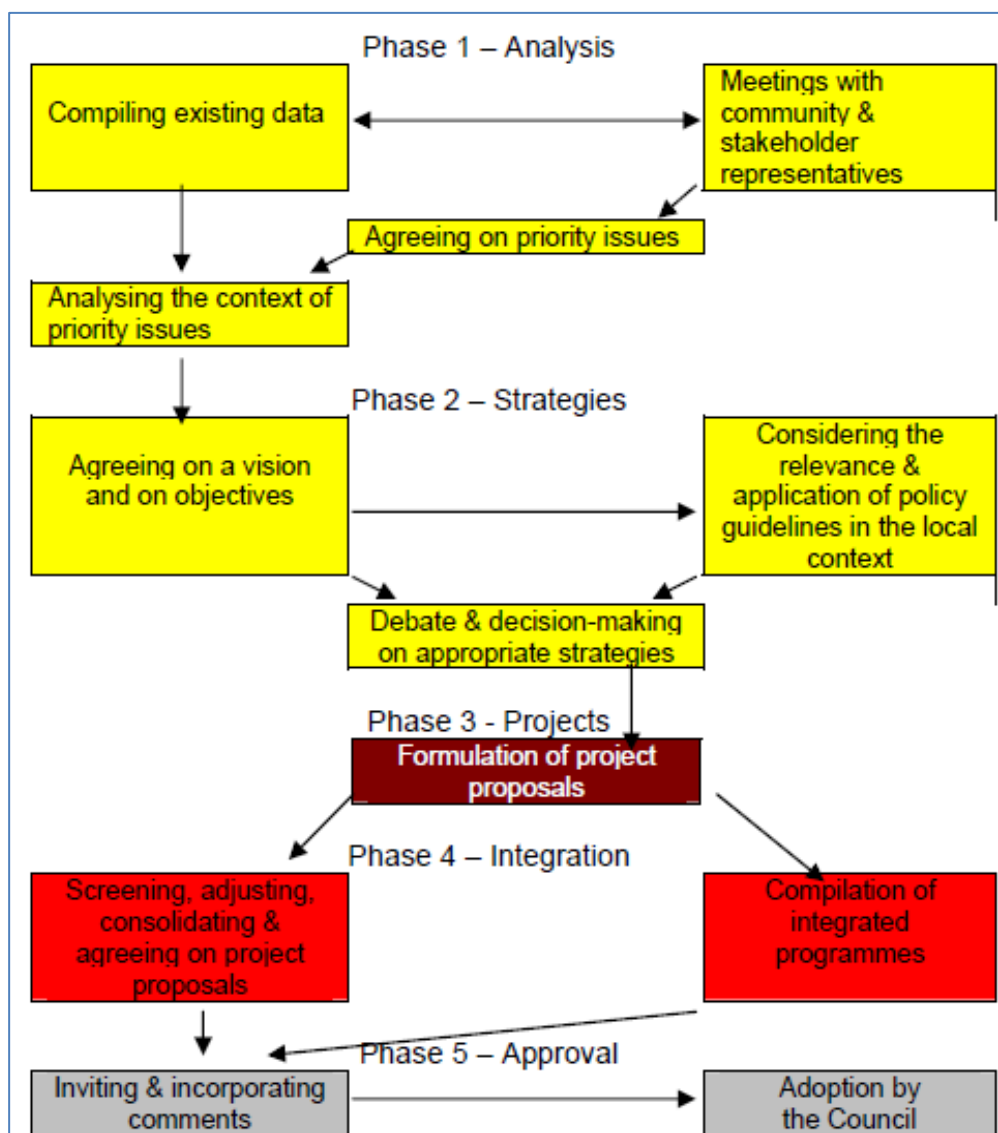 Phase 1 – Analysis
Compiling existing data
Meetings with
community &
stakeholder
representatives
Agreeing on priority issues
Analysing the context of
priority issues
Phase 2 – Strategies
Agreeing on a vision
and on objectives
Considering the
relevance &
application of policy
guidelines in the local
context
Debate & decision-making
on appropriate strategies
Phase 3 - Projects
Formulation of project
proposals
Phase 4 – Integration
Screening, adjusting,
consolidating &
agreeing on project
proposals
Compilation of
integrated
programmes
Phase 5 – Approval
Inviting & incorporating
comments
Adoption by
the Council